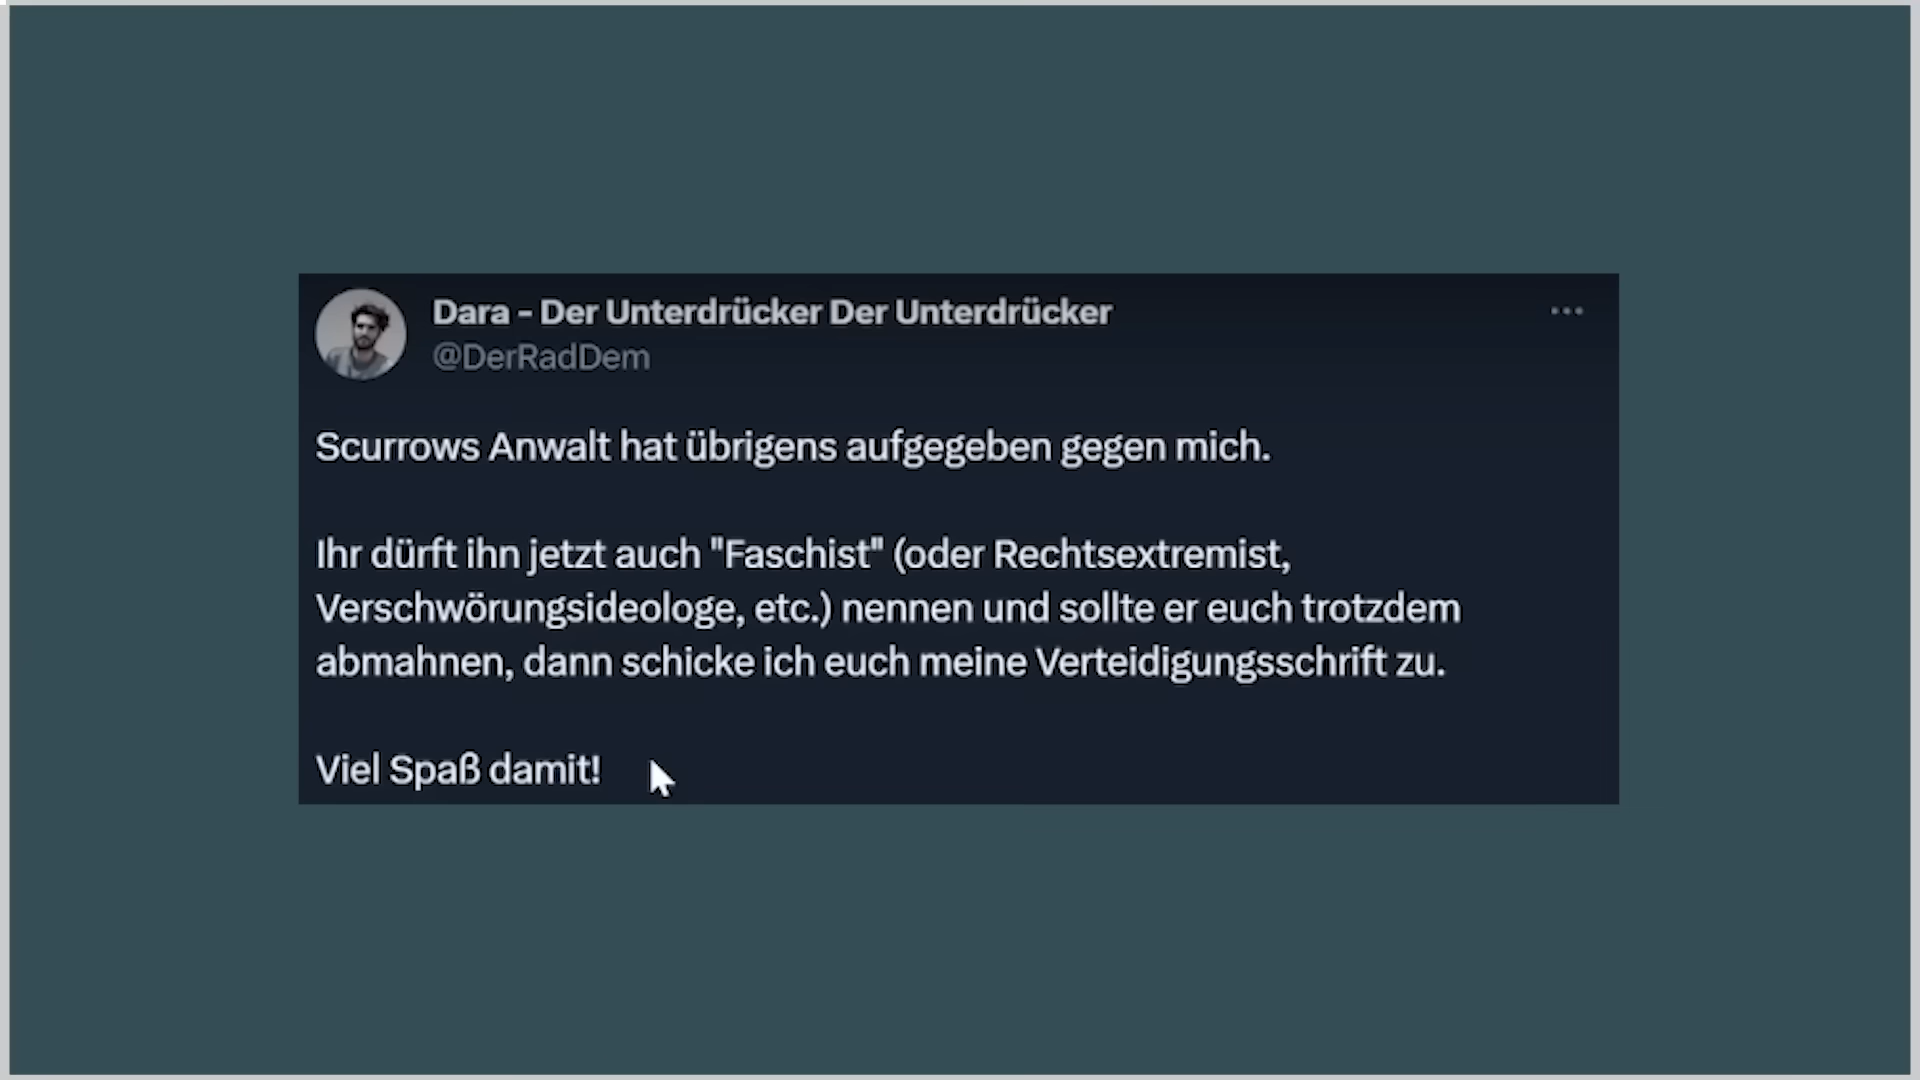 Dara - Der Unterdrücker Der Unterdrücker
@DerRadDem
Scurrows Anwalt hat übrigens aufgegeben gegen mich.
Ihr dürft ihn jetzt auch "Faschist" (oder Rechtsextremist,
Verschwörungsideologe, etc.) nennen und sollte er euch trotzdem
abmahnen, dann schicke ich euch meine Verteidigungsschrift zu.
Viel Spaß damit!